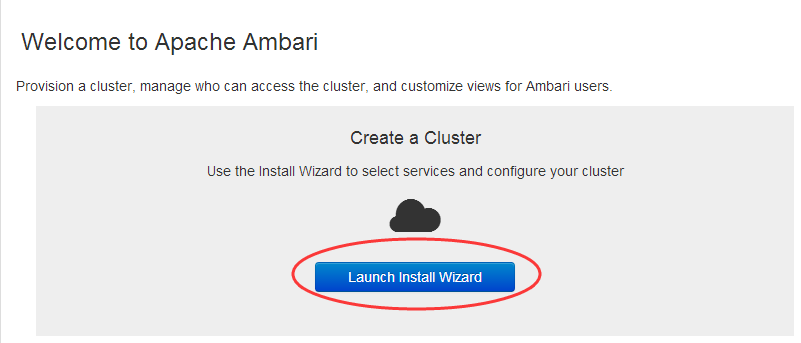 Welcome to Apache Ambari
Provision a cluster, manage who can access the cluster, and customize views for Ambari users.
Create a Cluster
Use the Install Wizard to select services and configure your cluster
Launch Install Wizard